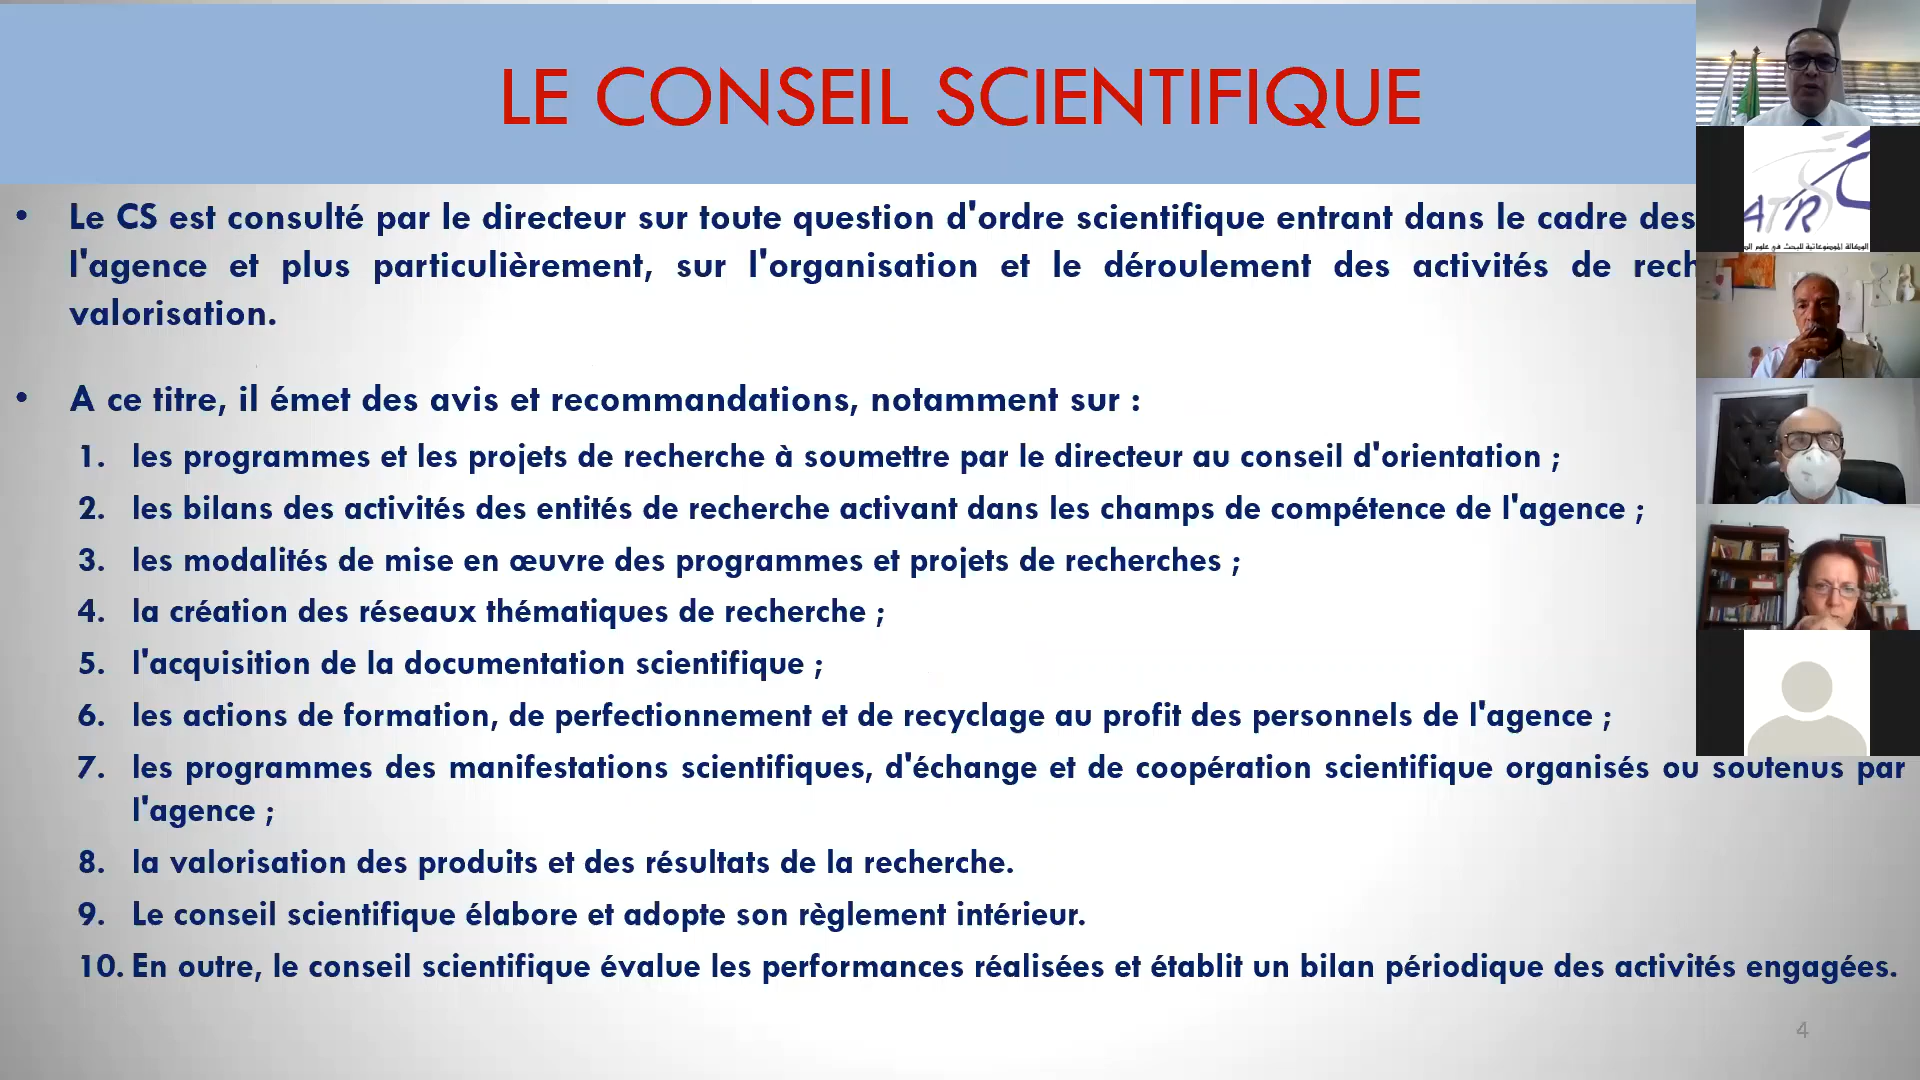 LE CONSEIL SCIENTIFIQUE
• Le CS est consulté par le directeur sur toute question d'ordre scientifique entrant dans le cadre des
l'agence et plus particulièrement, sur l'organisation et le déroulement des activités de
valorisation.
• A ce titre, il émet des avis et recommandations, notamment sur :
1. les programmes et les projets de recherche à soumettre par le directeur au conseil d'orientation ;
2. les bilans des activités des entités de recherche activant dans les champs de compétence de l'agence ;
3. les modalités de mise en œuvre des programmes et projets de recherches ;
4. la création des réseaux thématiques de recherche ;
5. l'acquisition de la documentation scientifique ;
6. les actions de formation, de perfectionnement et de recyclage au profit des personnels de l'agence ;
7. les programmes des manifestations scientifiques, d'échange et de coopération scientifique organisés ou soutenus par
l'agence ;
8. la valorisation des produits et des résultats de la recherche.
9. Le conseil scientifique élabore et adopte son règlement intérieur.
10. En outre, le conseil scientifique évalue les performances réalisées et établit un bilan périodique des activités engagées.
4
ATRSS
الوكالة الموضوعاتية للبحث في علوم